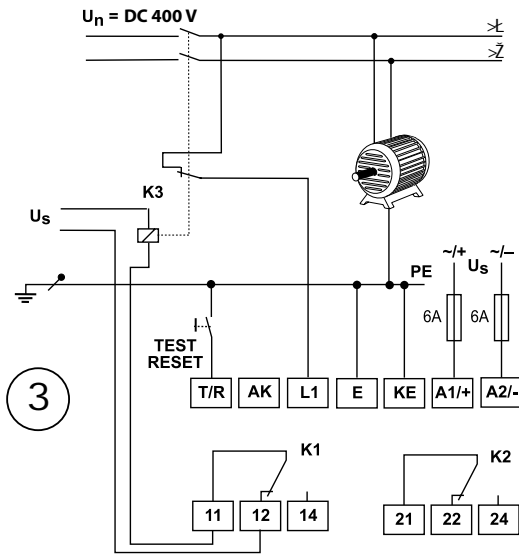 Un = DC 400 V
>Ł
>Ž
K3
Us
PE
~/+ Us ~/–
6A 6A
TEST
RESET
T/R AK L1 E KE A1/+ A2/-
3
K1 K2
11 12 14 21 22 24